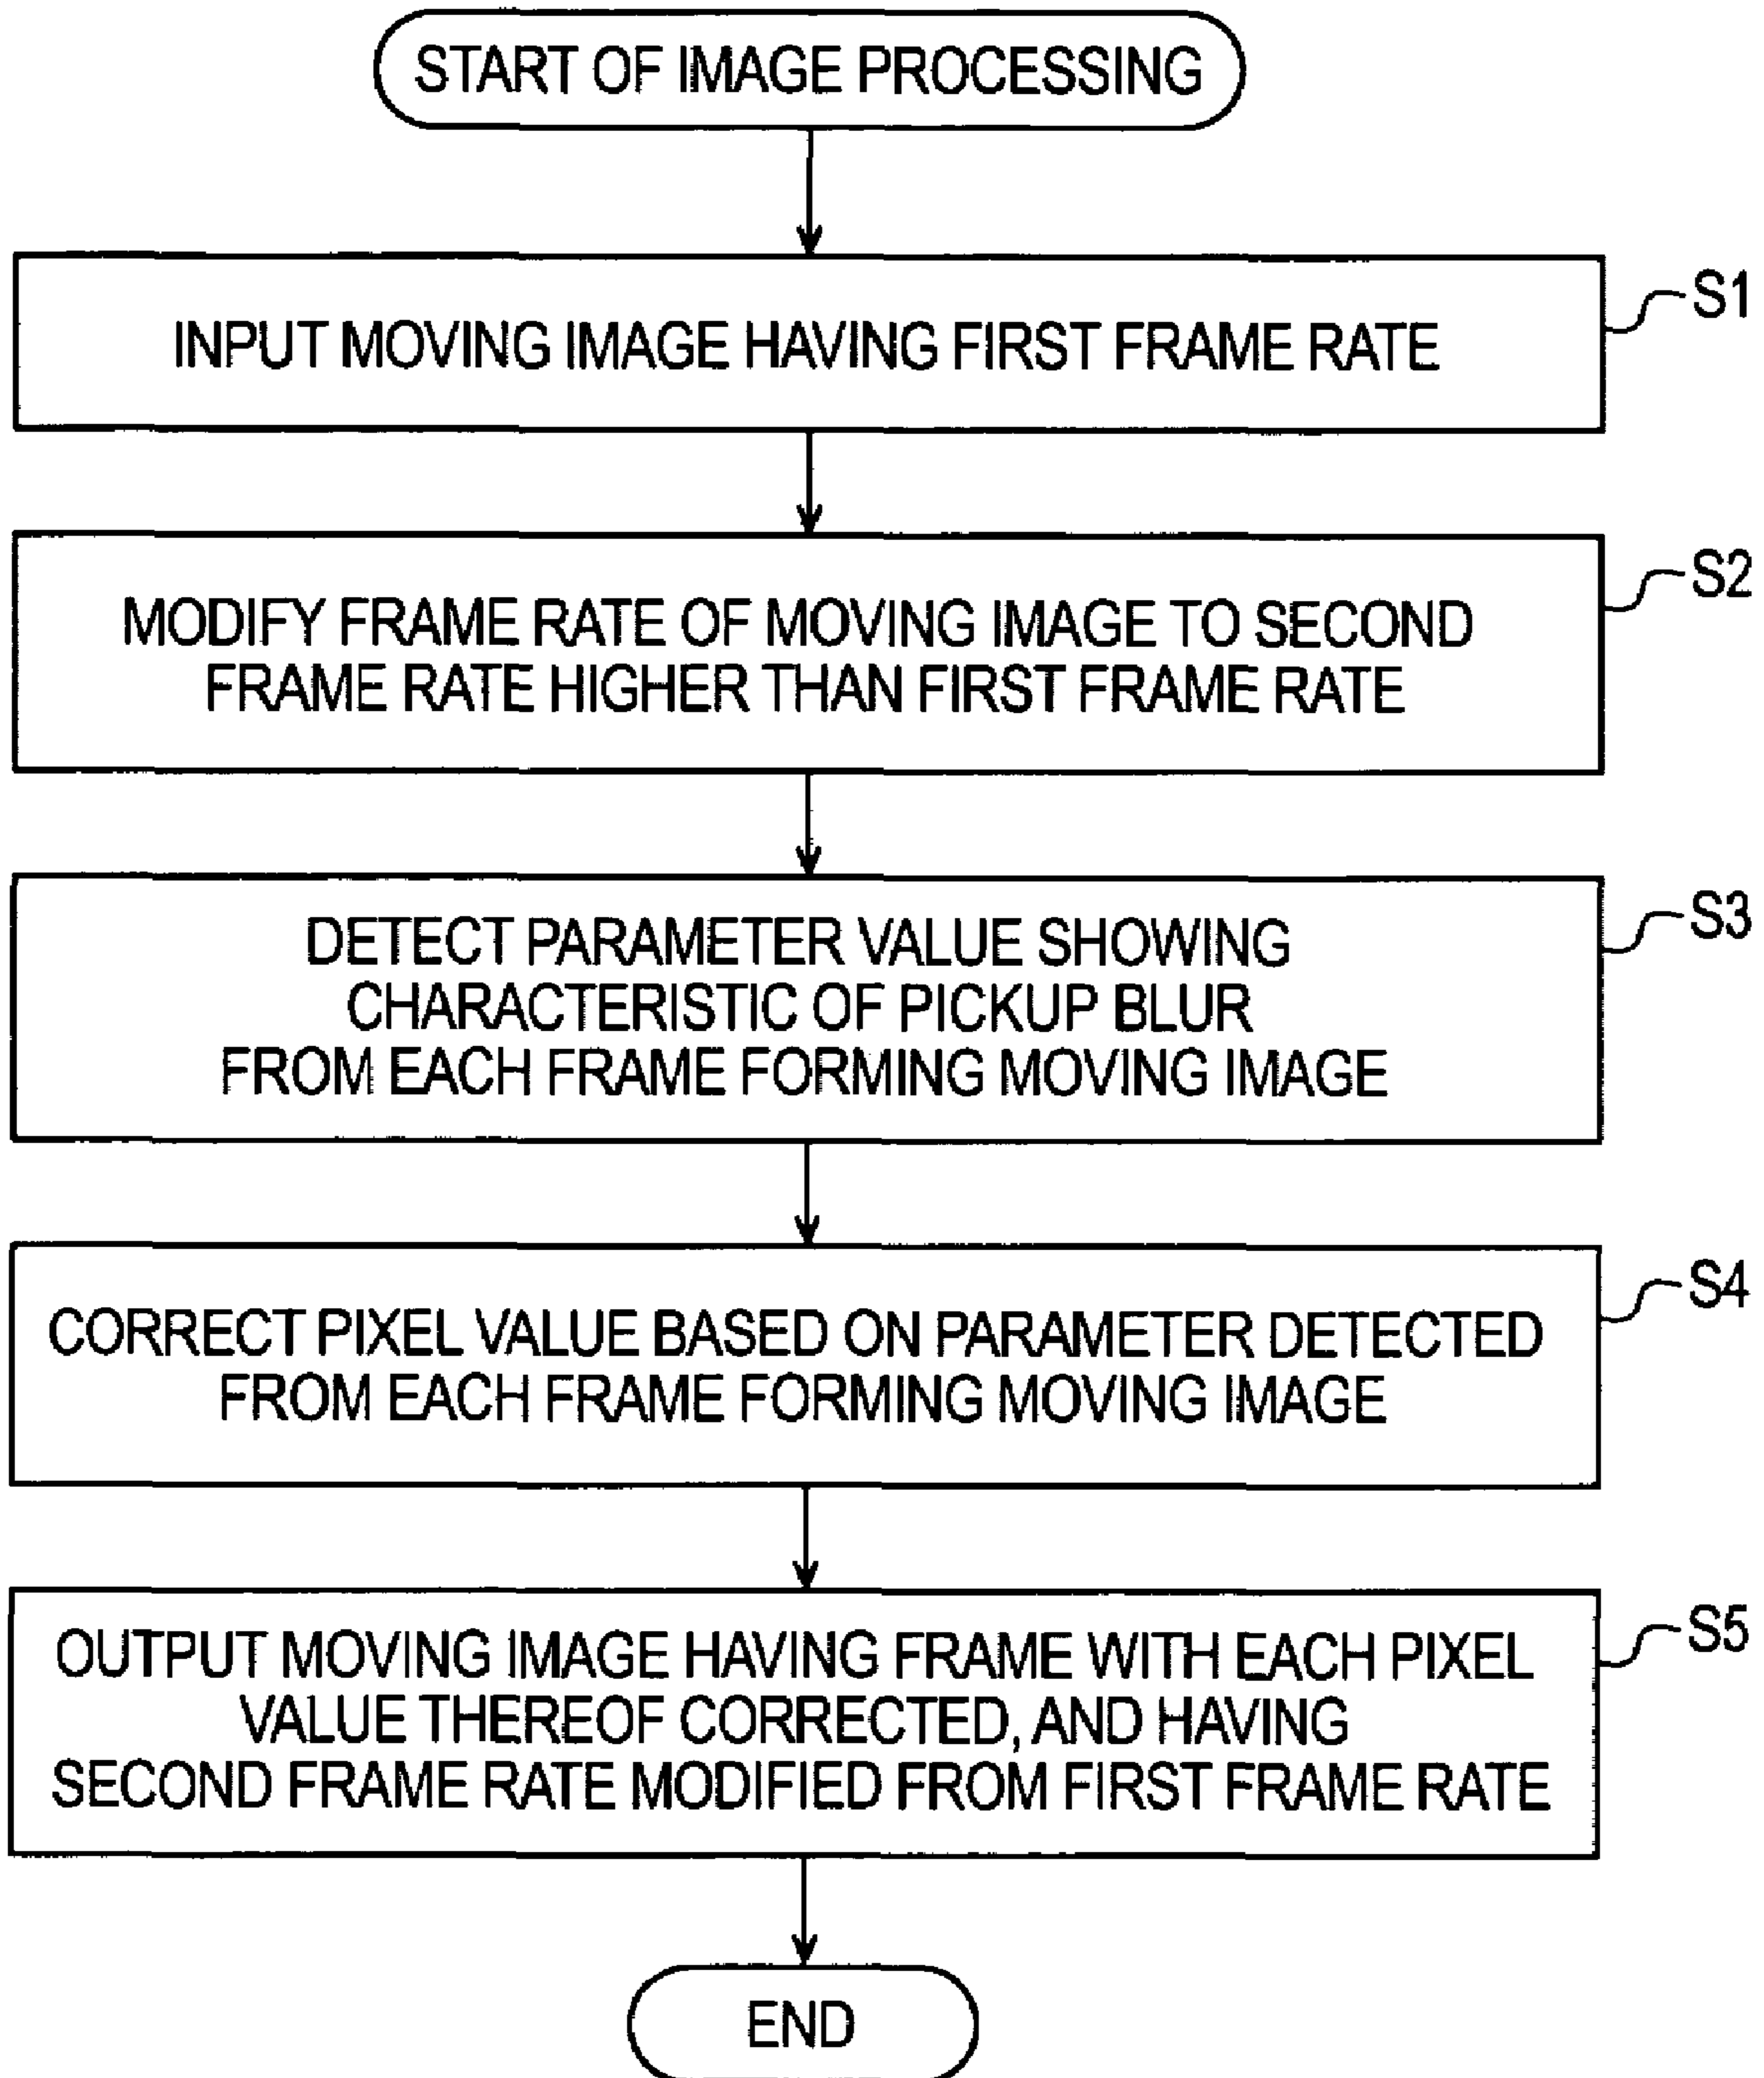 START OF IMAGE PROCESSING
INPUT MOVING IMAGE HAVING FIRST FRAME RATE
S1
MODIFY FRAME RATE OF MOVING IMAGE TO SECOND
FRAME RATE HIGHER THAN FIRST FRAME RATE
S2
DETECT PARAMETER VALUE SHOWING
CHARACTERISTIC OF PICKUP BLUR
FROM EACH FRAME FORMING MOVING IMAGE
S3
CORRECT PIXEL VALUE BASED ON PARAMETER DETECTED
FROM EACH FRAME FORMING MOVING IMAGE
S4
OUTPUT MOVING IMAGE HAVING FRAME WITH EACH PIXEL
VALUE THEREOF CORRECTED, AND HAVING
SECOND FRAME RATE MODIFIED FROM FIRST FRAME RATE
S5
END